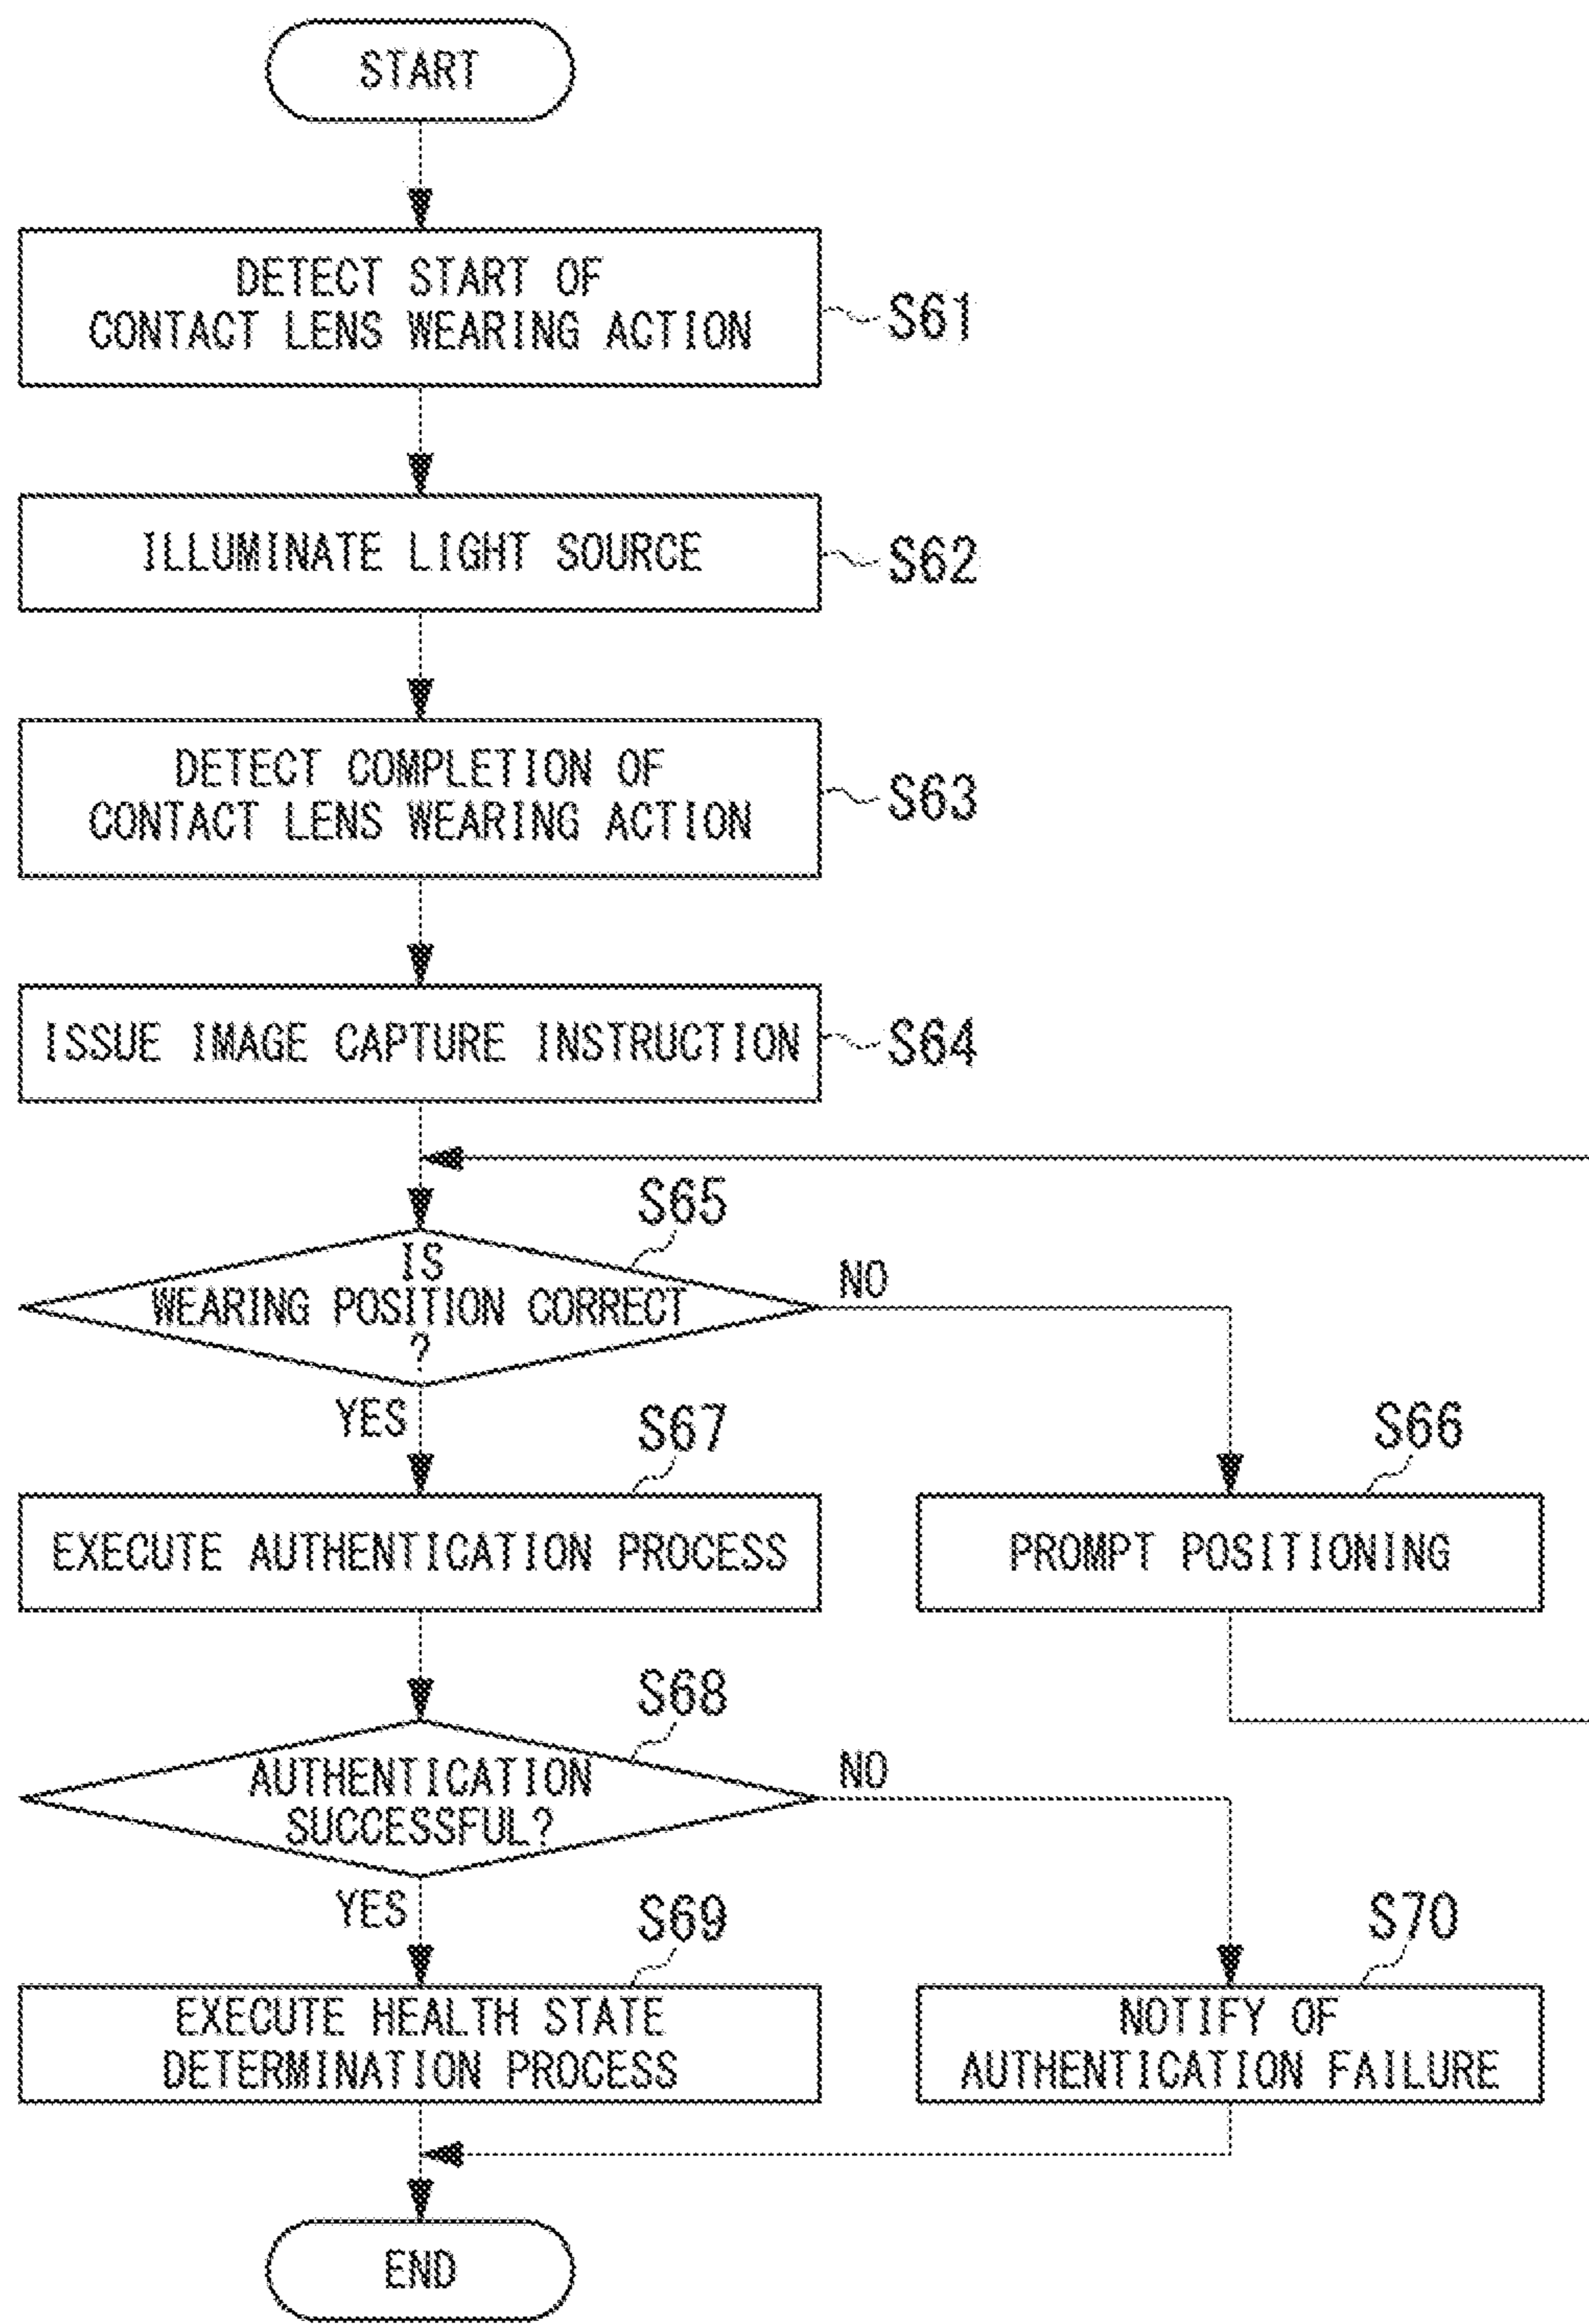 START
DETECT START OF
CONTACT LENS WEARING ACTION
S61
ILLUMINATE LIGHT SOURCE
S62
DETECT COMPLETION OF
CONTACT LENS WEARING ACTION
S63
ISSUE IMAGE CAPTURE INSTRUCTION
S64
S65
IS
WEARING POSITION CORRECT
?
NO
YES
S67
EXECUTE AUTHENTICATION PROCESS
S66
PROMPT POSITIONING
S68
AUTHENTICATION
SUCCESSFUL?
NO
YES
S69
EXECUTE HEALTH STATE
DETERMINATION PROCESS
S70
NOTIFY OF
AUTHENTICATION FAILURE
END